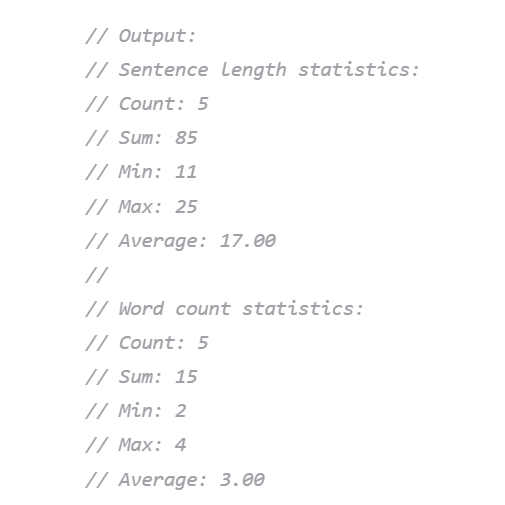 // Output:
// Sentence length statistics:
// Count: 5
// Sum: 85
// Min: 11
// Max: 25
// Average: 17.00
//
// Word count statistics:
// Count: 5
// Sum: 15
// Min: 2
// Max: 4
// Average: 3.00